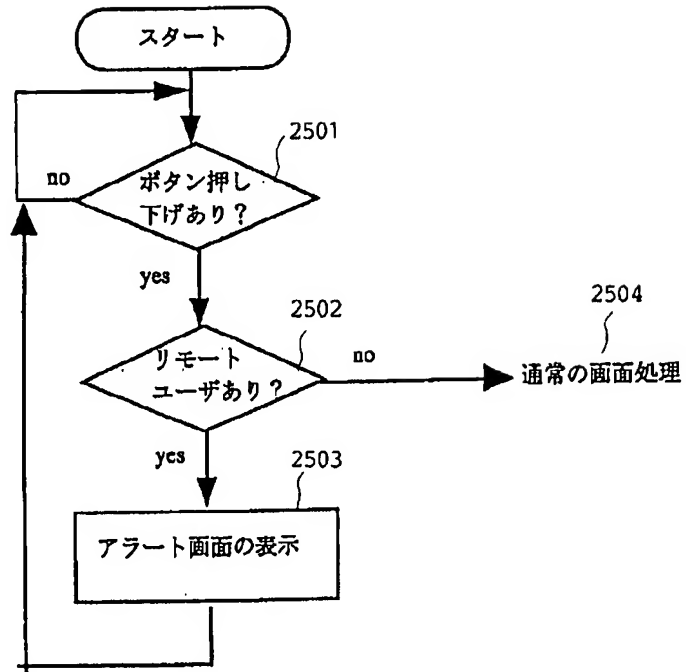 スタート
2501
no
ボタン押し
下げあり?
yes
2502
2504
リモート
ユーザあり?
no
通常の画面処理
yes
2503
アラート画面の表示